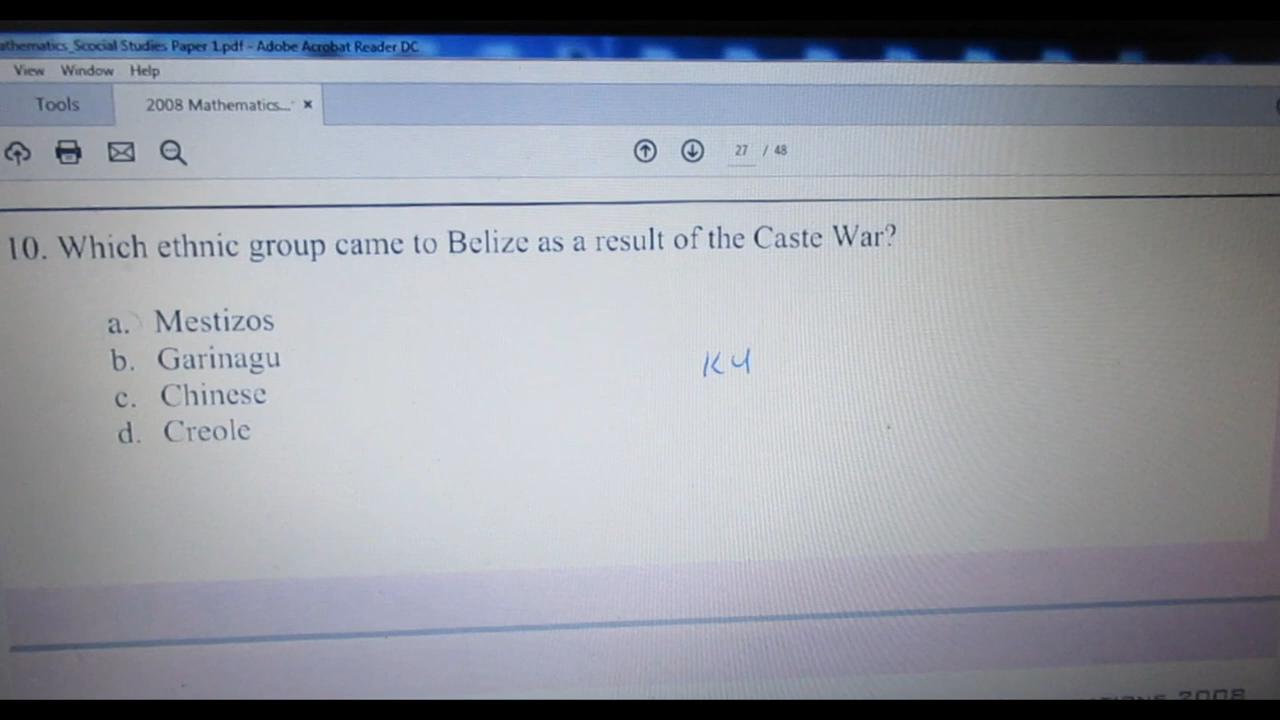 athematics_Scocial Studies Paper 1.pdf - Adobe Acrobat Reader DC
View Window Help
Tools 2008 Mathematics... ×
27 / 48
10. Which ethnic group came to Belize as a result of the Caste War?
a. Mestizos
b. Garinagu
c. Chinese
d. Creole
K4
2008